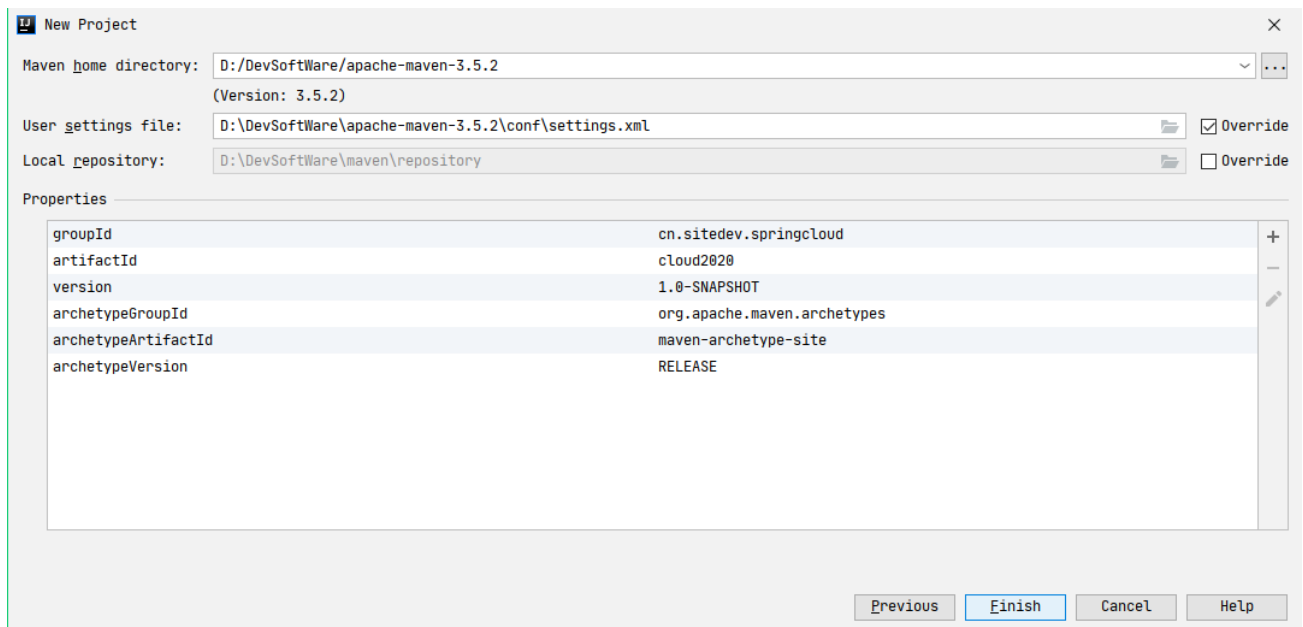 New Project
Maven home directory: D:/DevSoftWare/apache-maven-3.5.2 ...
(Version: 3.5.2)
User settings file: D:\DevSoftWare\apache-maven-3.5.2\conf\settings.xml Override
Local repository: D:\DevSoftWare\maven\repository Override
Properties
groupId cn.sitedev.springcloud
artifactId cloud2020
version 1.0-SNAPSHOT
archetypeGroupId org.apache.maven.archetypes
archetypeArtifactId maven-archetype-site
archetypeVersion RELEASE
Previous Finish Cancel Help